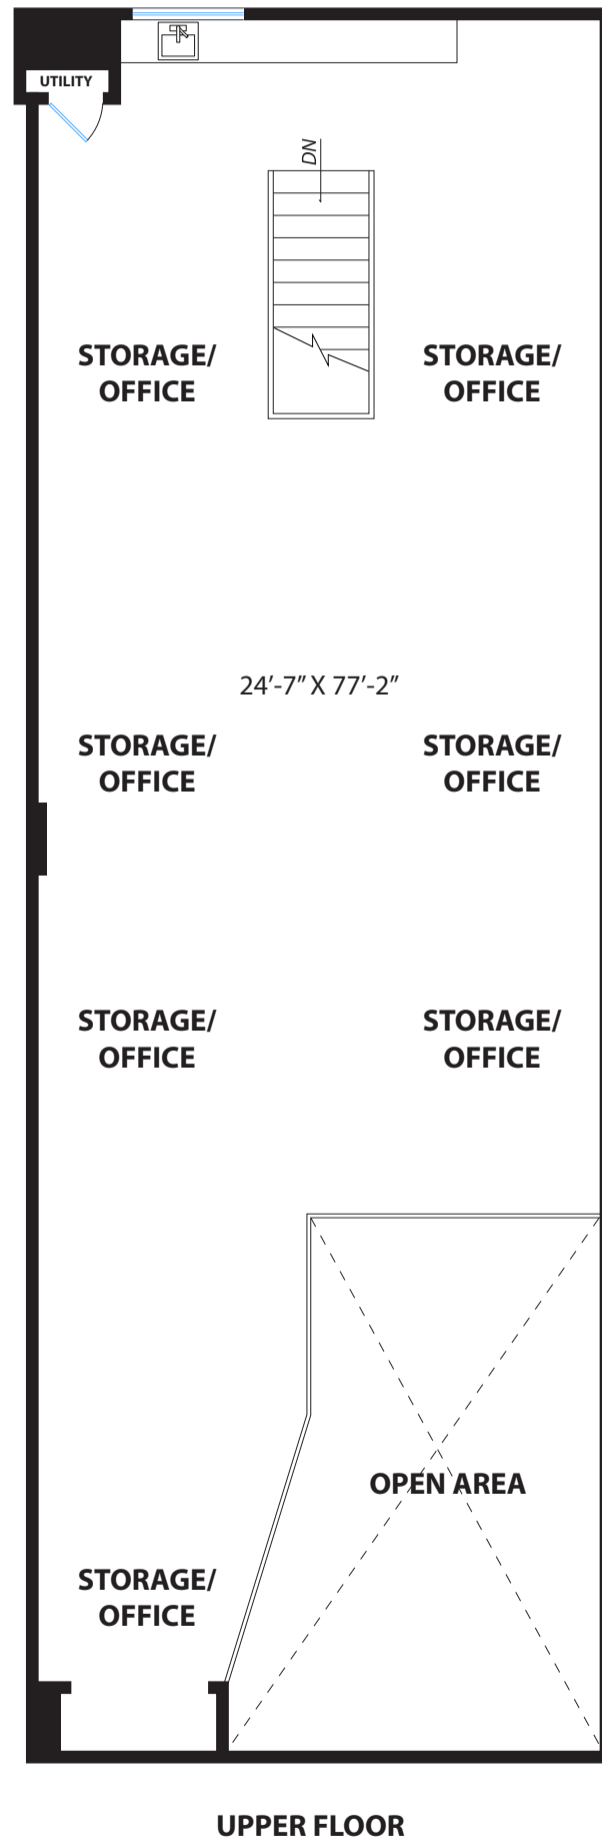 UTILITY
DN
STORAGE/
OFFICE
STORAGE/
OFFICE
24’-7” X 77’-2”
STORAGE/
OFFICE
STORAGE/
OFFICE
STORAGE/
OFFICE
STORAGE/
OFFICE
OPEN AREA
STORAGE/
OFFICE
UPPER FLOOR